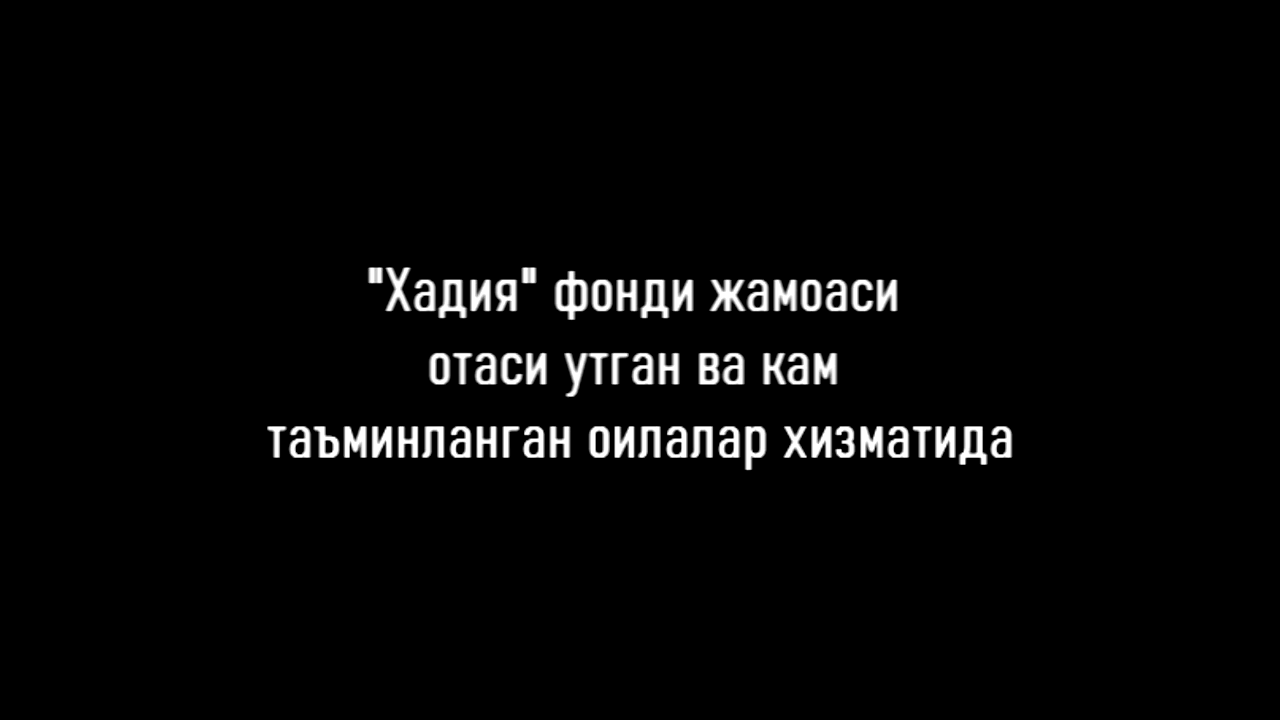 "Хадия" фонди жамоаси
отаси утган ва кам
таъминланган оилалар хизматида